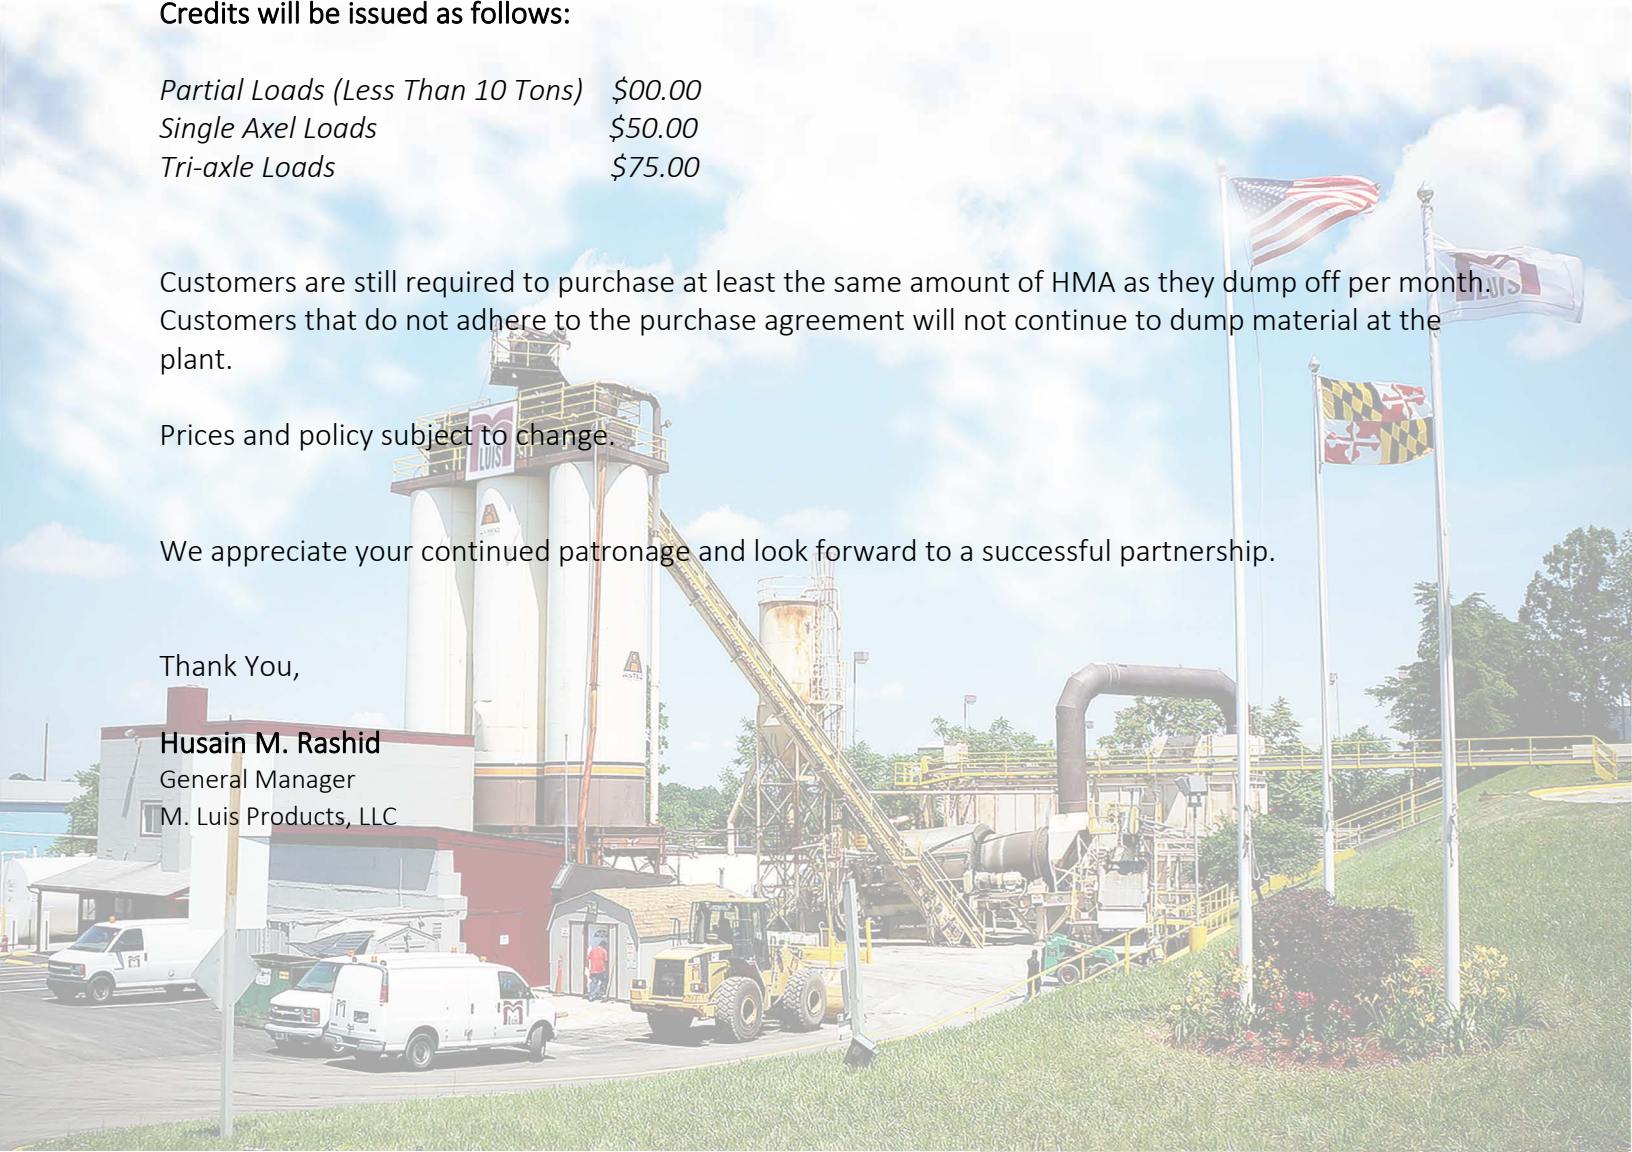 Credits will be issued as follows:
Partial Loads (Less Than 10 Tons) $00.00
Single Axel Loads $50.00
Tri-axle Loads $75.00
Customers are still required to purchase at least the same amount of HMA as they dump off per month.
Customers that do not adhere to the purchase agreement will not continue to dump material at the
plant.
Prices and policy subject to change.
LUIS
LUIS
We appreciate your continued patronage and look forward to a successful partnership.
Thank You,
Husain M. Rashid
General Manager
M. Luis Products, LLC